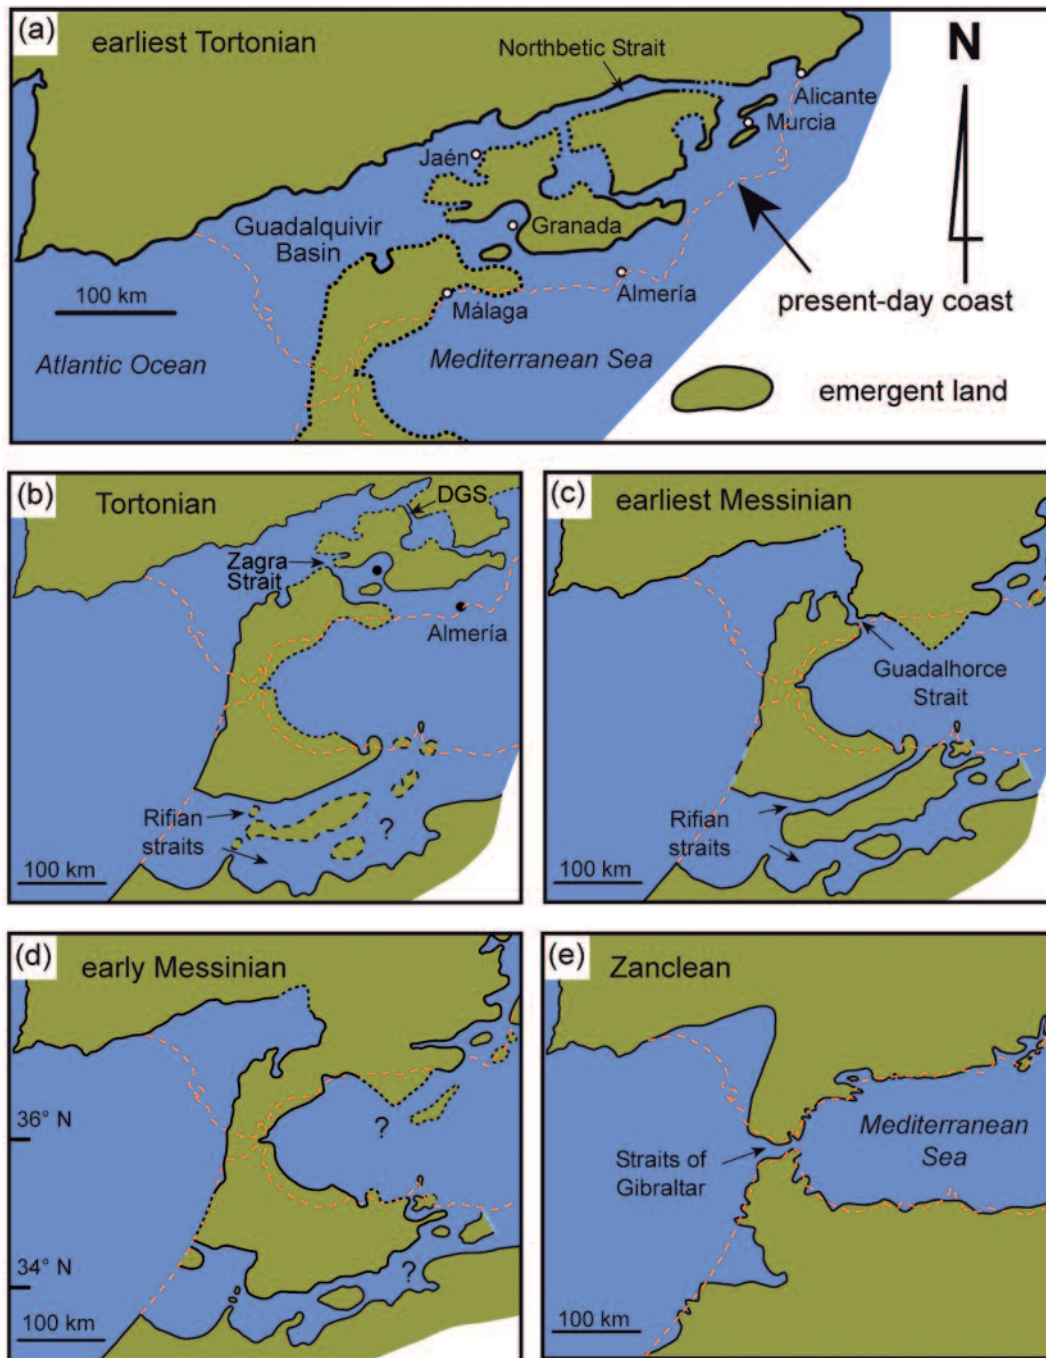 (a)
earliest Tortonian
Northbetic Strait
N
Alicante
Murcia
Jaén
Guadalquivir
Basin
Granada
100 km
Málaga
Almería
present-day coast
Atlantic Ocean
Mediterranean Sea
emergent land
(b)
Tortonian
DGS
Zagra
Strait
Almería
Rifian
straits
?
100 km
(c)
earliest Messinian
Guadalhorce
Strait
Rifian
straits
100 km
(d)
early Messinian
36° N
?
34° N
?
100 km
(e)
Zanclean
Mediterranean
Sea
Straits of
Gibraltar
100 km